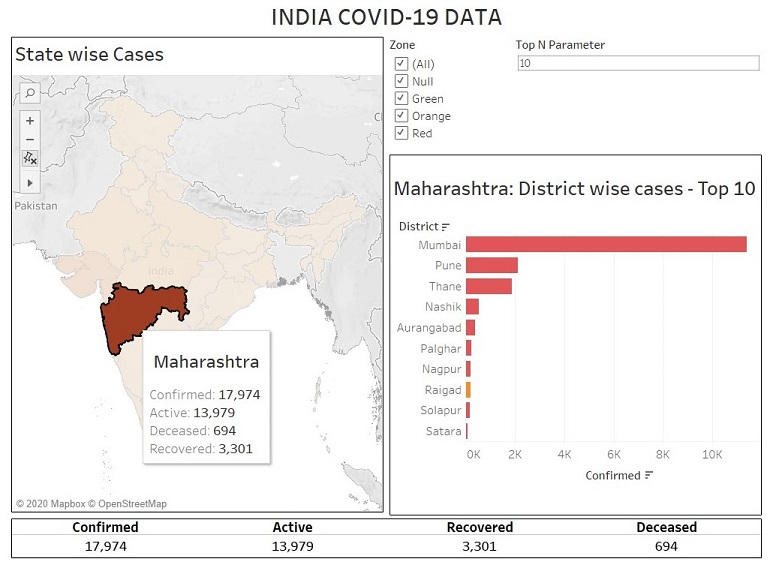 INDIA COVID-19 DATA
State wise Cases
Pakistan
India
Maharashtra
Confirmed: 17,974
Active: 13,979
Deceased: 694
Recovered: 3,301
© 2020 Mapbox © OpenStreetMap
Zone
(All)
Null
Green
Orange
Red
Top N Parameter
10
Maharashtra: District wise cases - Top 10
District
Mumbai
Pune
Thane
Nashik
Aurangabad
Palghar
Nagpur
Raigad
Solapur
Satara
0K 2K 4K 6K 8K 10K
Confirmed
Confirmed Active Recovered Deceased
17,974 13,979 3,301 694